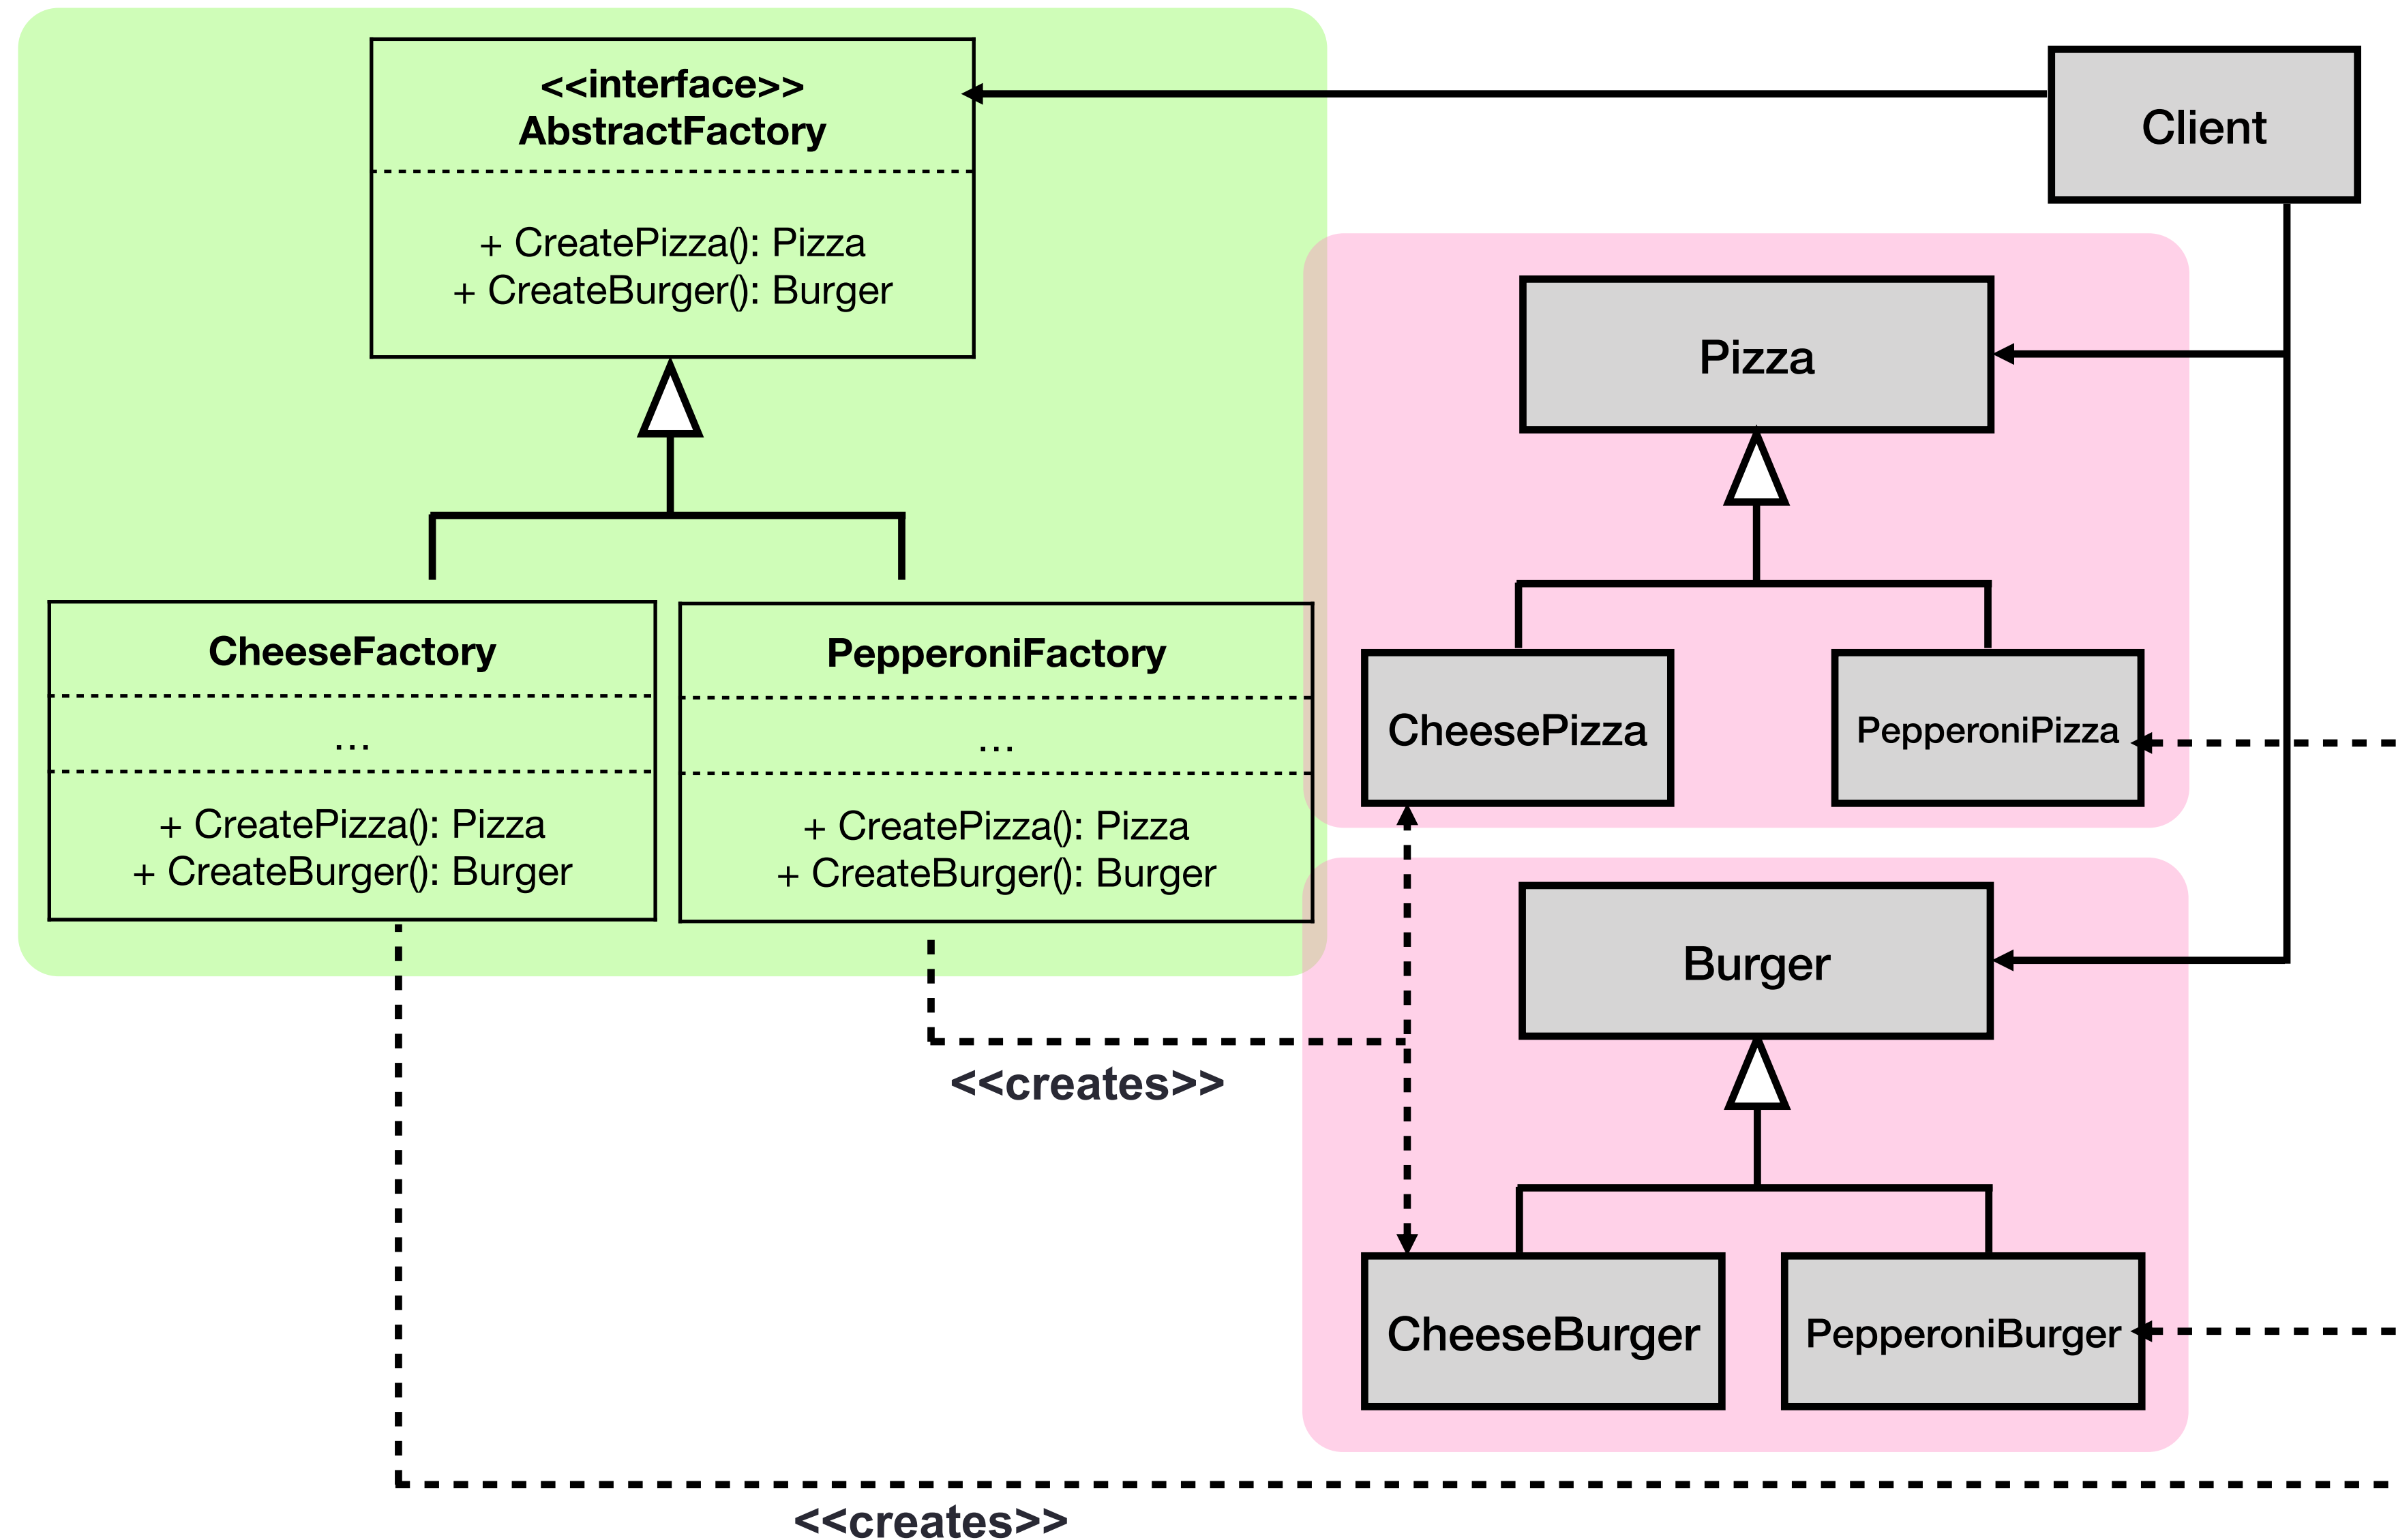 <<interface>>
AbstractFactory
+ CreatePizza(): Pizza
+ CreateBurger(): Burger
Client
Pizza
CheeseFactory
...
+ CreatePizza(): Pizza
+ CreateBurger(): Burger
PepperoniFactory
...
+ CreatePizza(): Pizza
+ CreateBurger(): Burger
CheesePizza
PepperoniPizza
Burger
<<creates>>
CheeseBurger
PepperoniBurger
<<creates>>